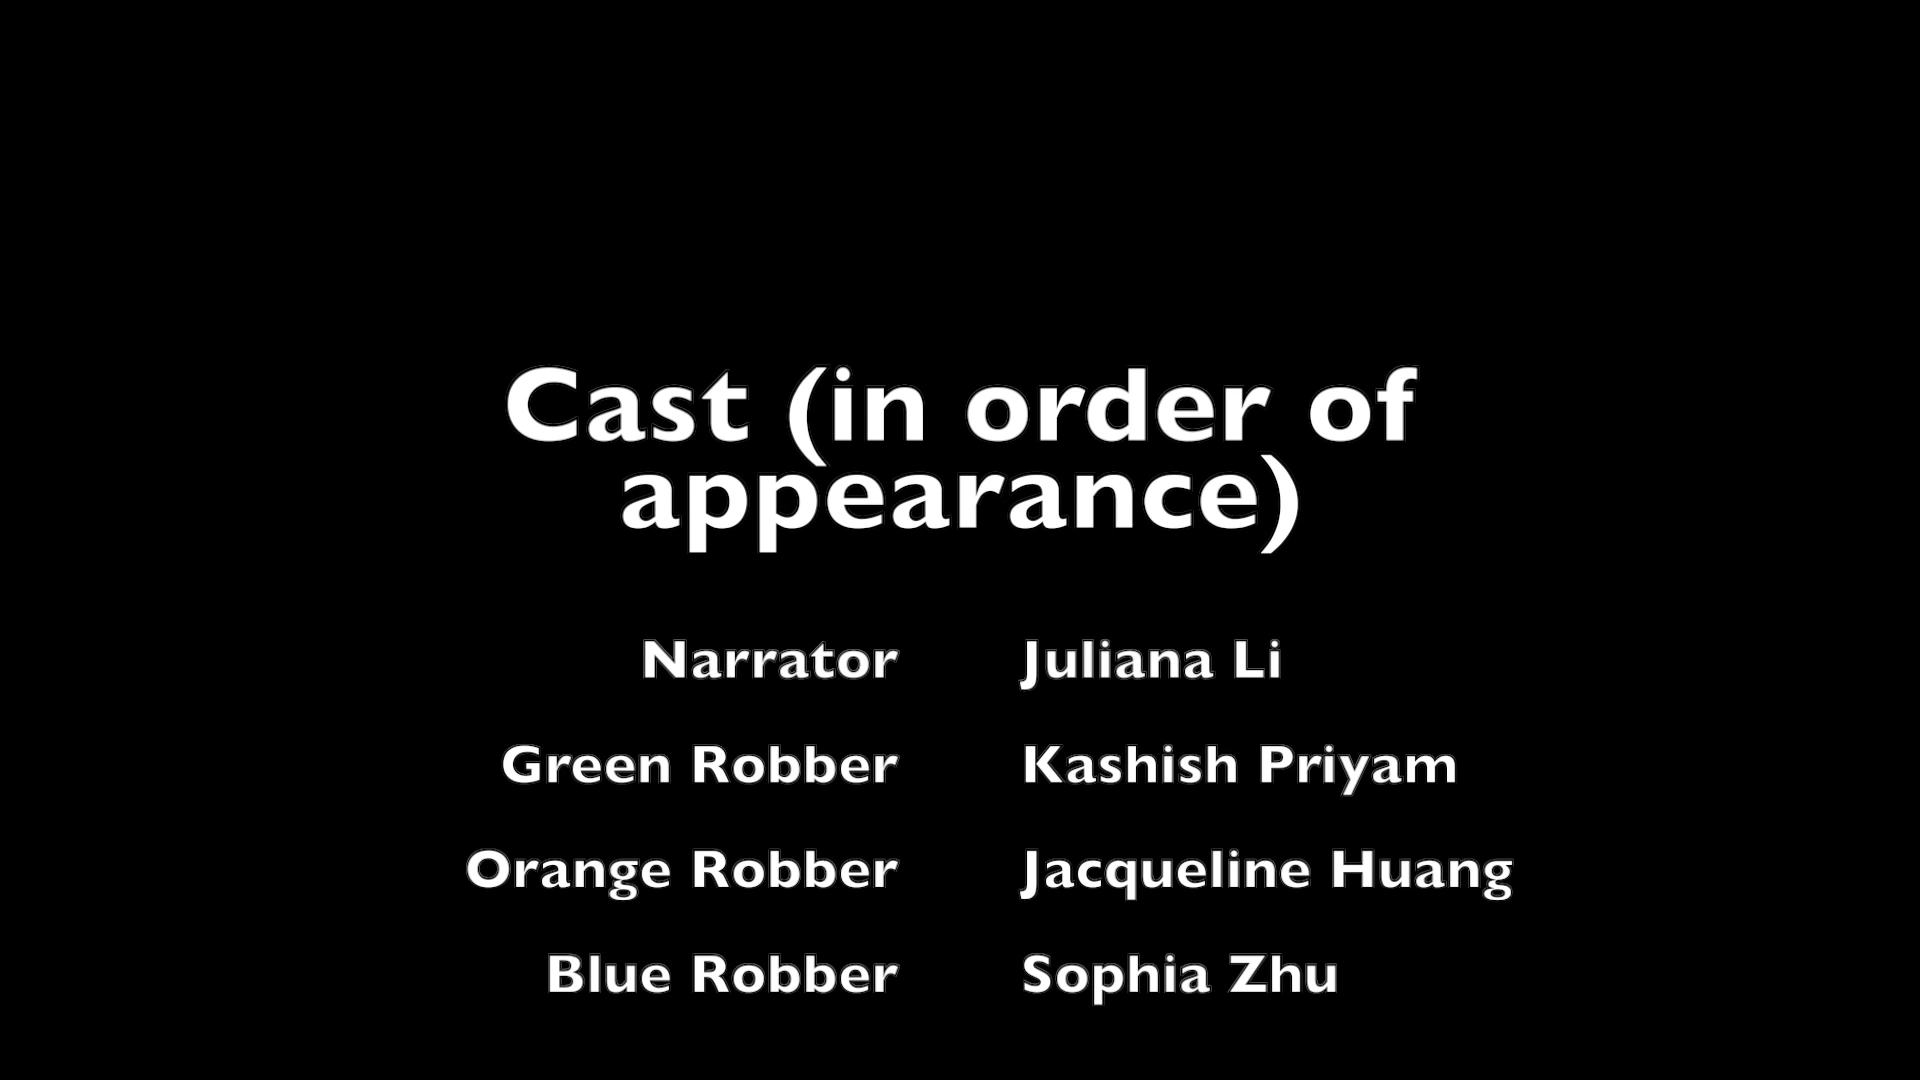 Cast (in order of
appearance)
Narrator Juliana Li
Green Robber Kashish Priyam
Orange Robber Jacqueline Huang
Blue Robber Sophia Zhu